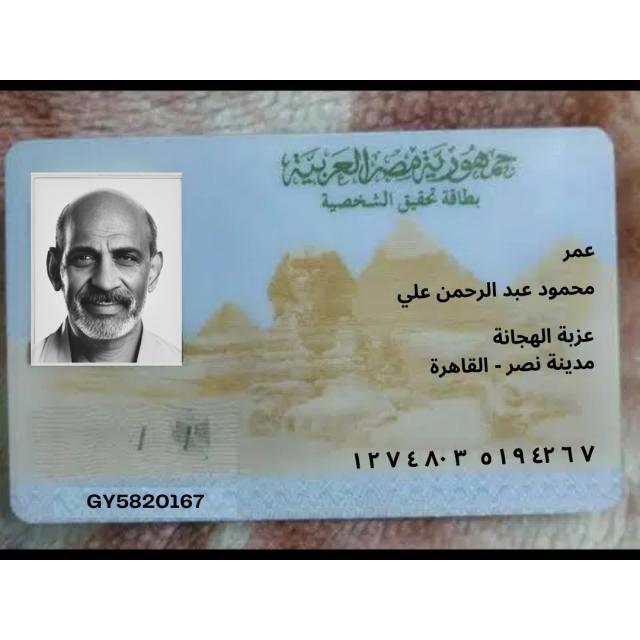 جمهورية مصر العربية
بطاقة تحقيق الشخصية
عمر
محمود عبد الرحمن علي
عزبة الهجانة
مدينة نصر - القاهرة
١٢٧٤٨٠٣ ٥١٩٤٢٦٧
GY5820167